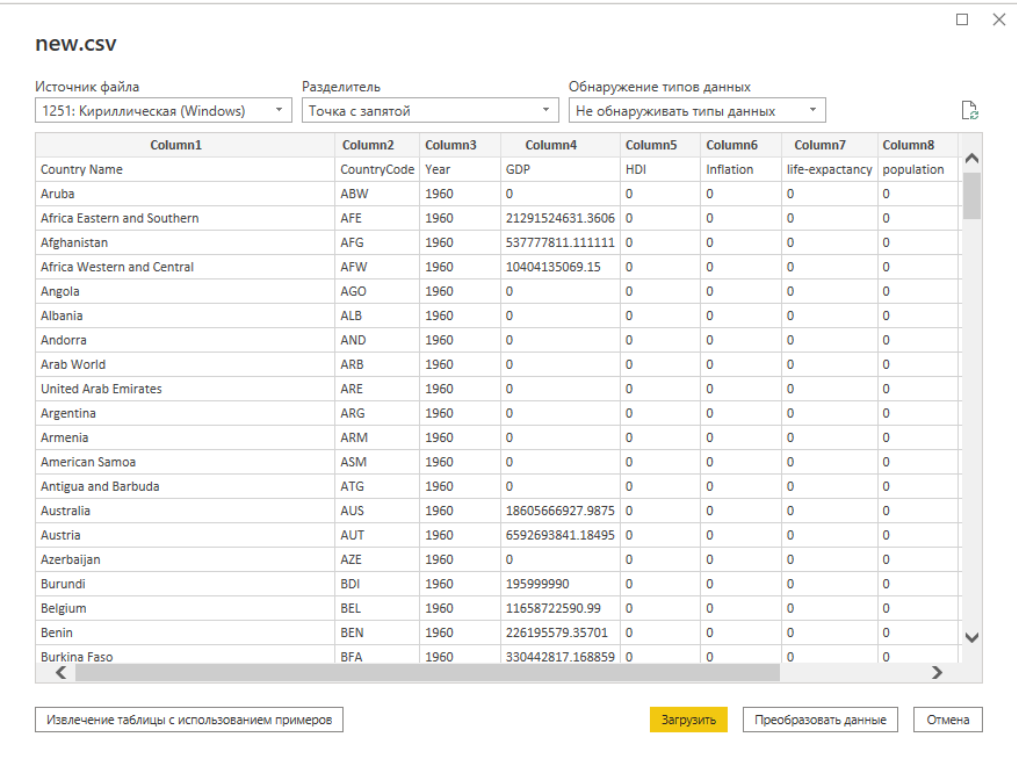 new.csv
Источник файла Разделитель Обнаружение типов данных
1251: Кириллическая (Windows) Точка с запятой Не обнаруживать типы данных
Column1 Column2 Column3 Column4 Column5 Column6 Column7 Column8
Country Name CountryCode Year GDP HDI Inflation life-expactancy population
Aruba ABW 1960 0 0 0 0 0
Africa Eastern and Southern AFE 1960 21291524631.3606 0 0 0 0
Afghanistan AFG 1960 537777811.111111 0 0 0 0
Africa Western and Central AFW 1960 10404135069.15 0 0 0 0
Angola AGO 1960 0 0 0 0 0
Albania ALB 1960 0 0 0 0 0
Andorra AND 1960 0 0 0 0 0
Arab World ARB 1960 0 0 0 0 0
United Arab Emirates ARE 1960 0 0 0 0 0
Argentina ARG 1960 0 0 0 0 0
Armenia ARM 1960 0 0 0 0 0
American Samoa ASM 1960 0 0 0 0 0
Antigua and Barbuda ATG 1960 0 0 0 0 0
Australia AUS 1960 18605666927.9875 0 0 0 0
Austria AUT 1960 6592693841.18495 0 0 0 0
Azerbaijan AZE 1960 0 0 0 0 0
Burundi BDI 1960 195999990 0 0 0 0
Belgium BEL 1960 11658722590.99 0 0 0 0
Benin BEN 1960 226195579.35701 0 0 0 0
Burkina Faso BFA 1960 330442817.168859 0 0 0 0
Извлечение таблицы с использованием примеров Загрузить Преобразовать данные Отмена